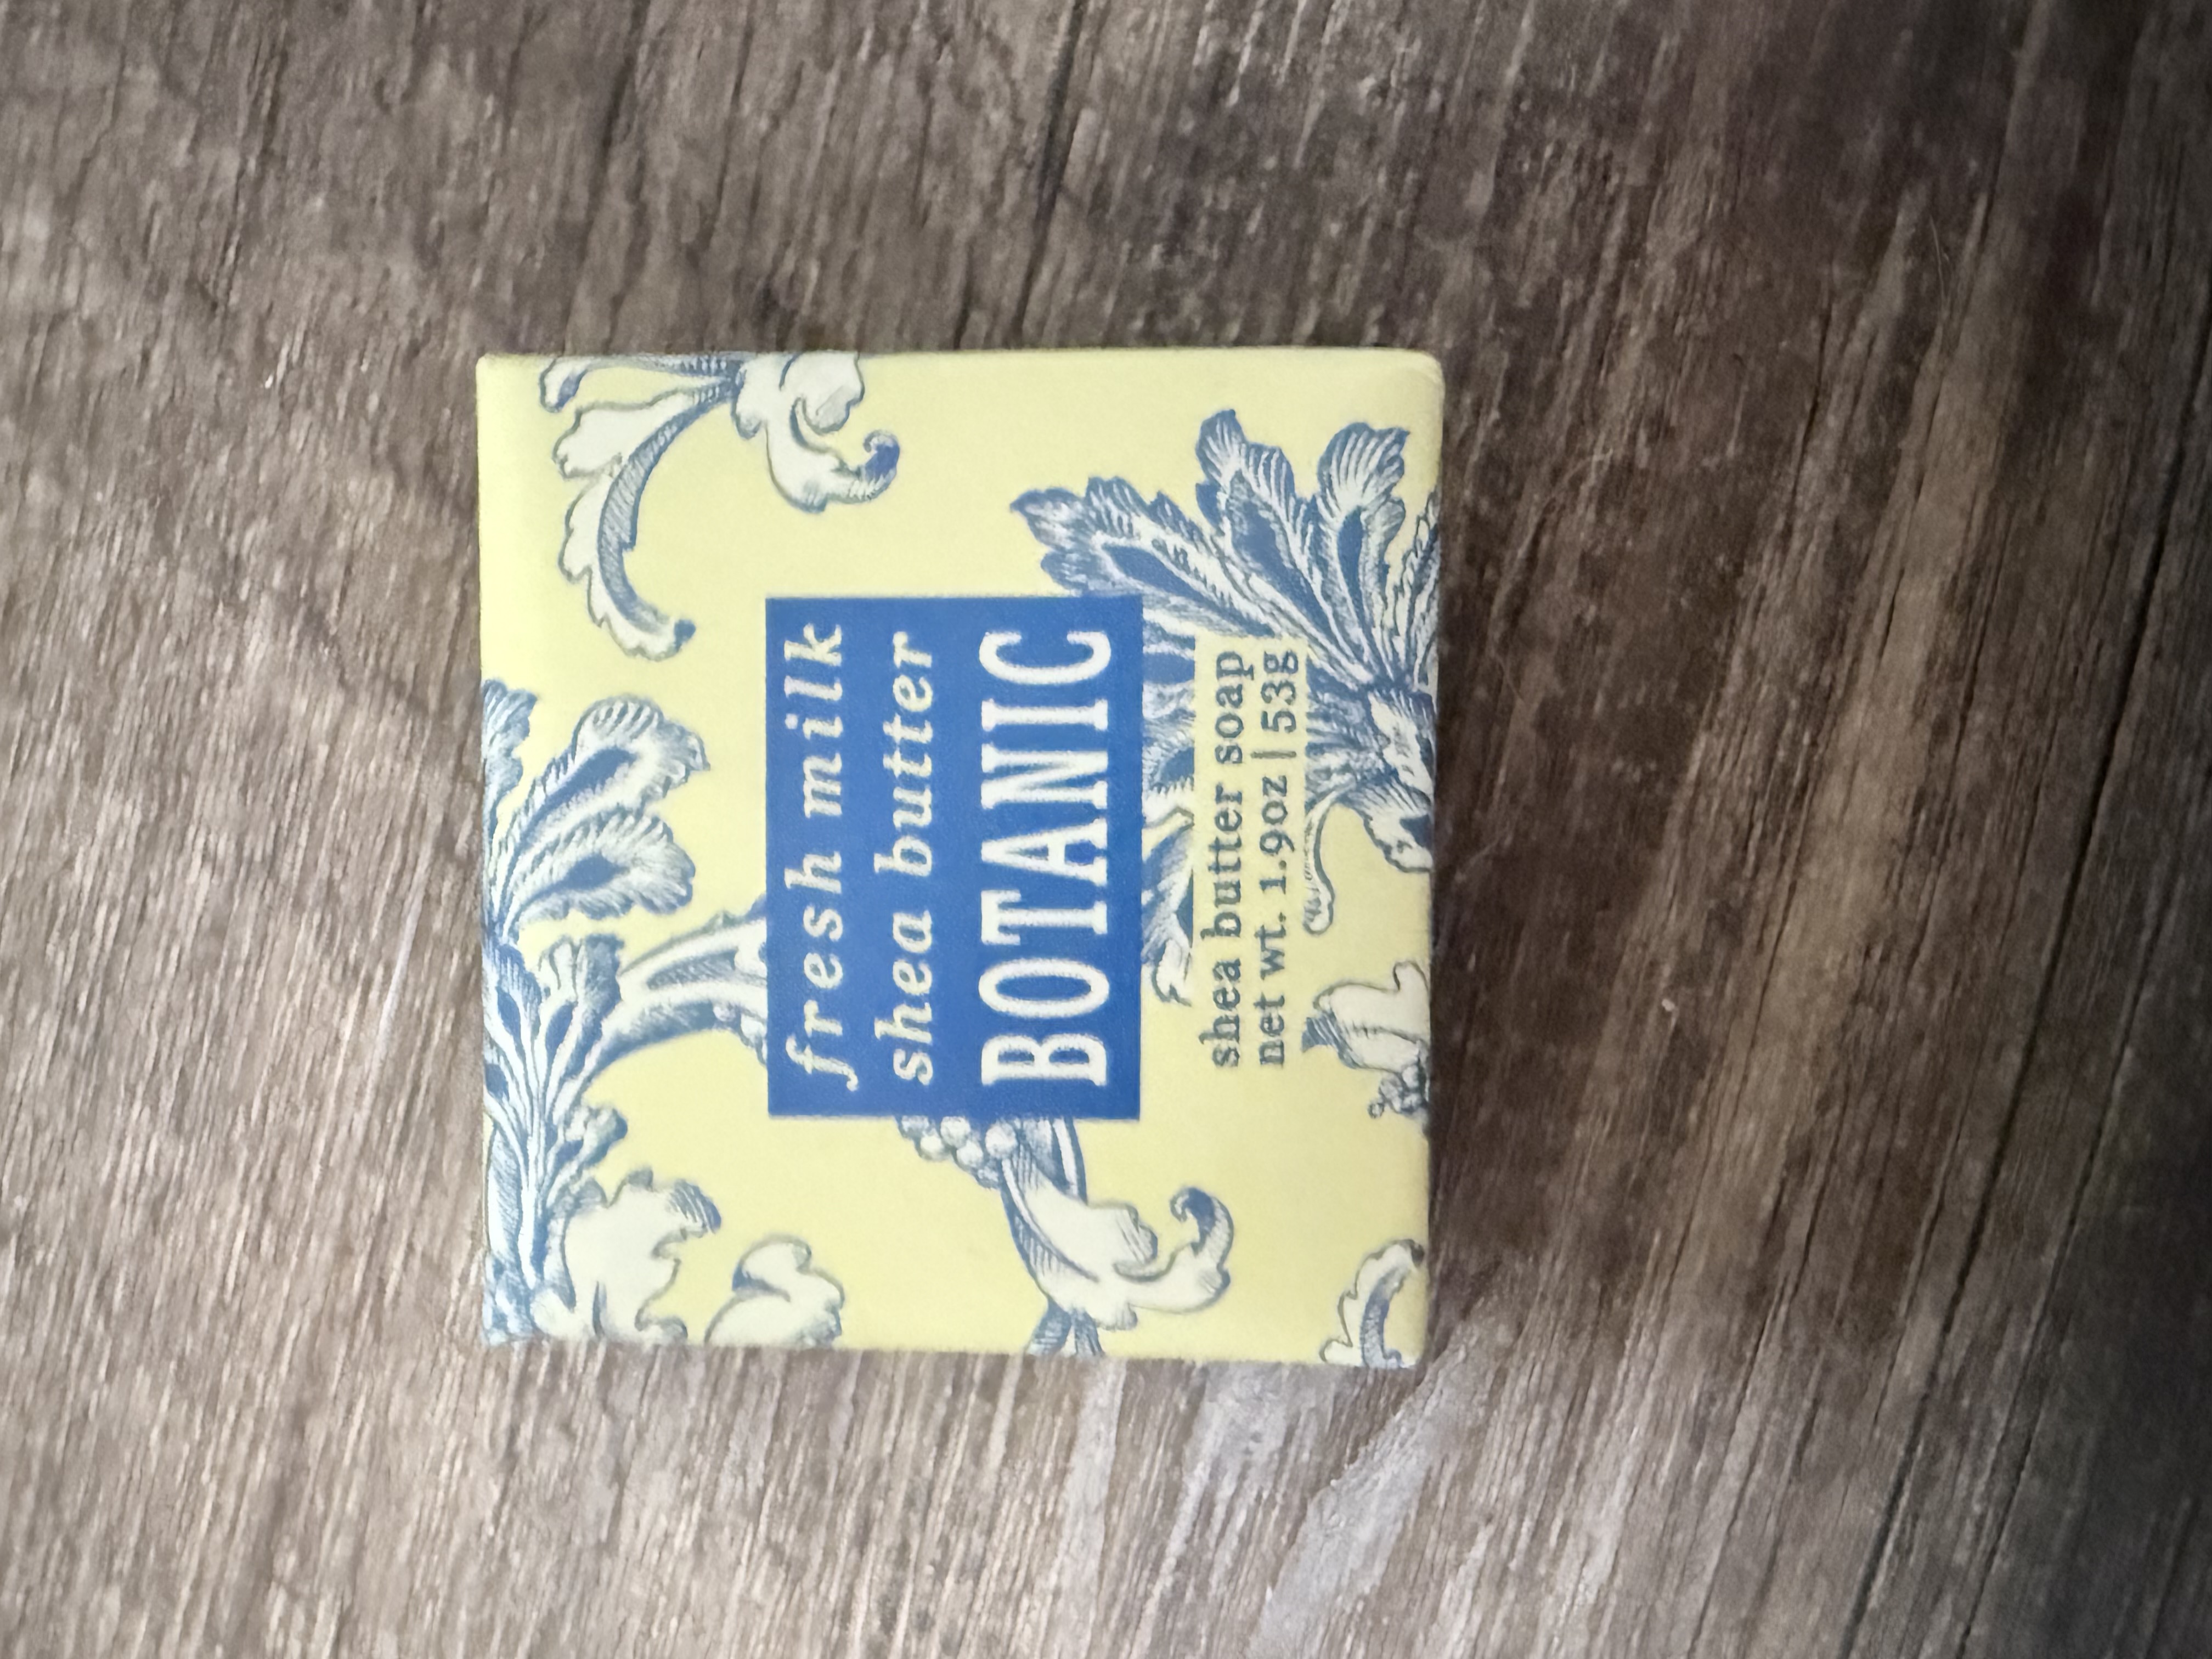 fresh milk
shea butter
BOTANIC
shea butter soap
net wt. 1.9oz | 53g